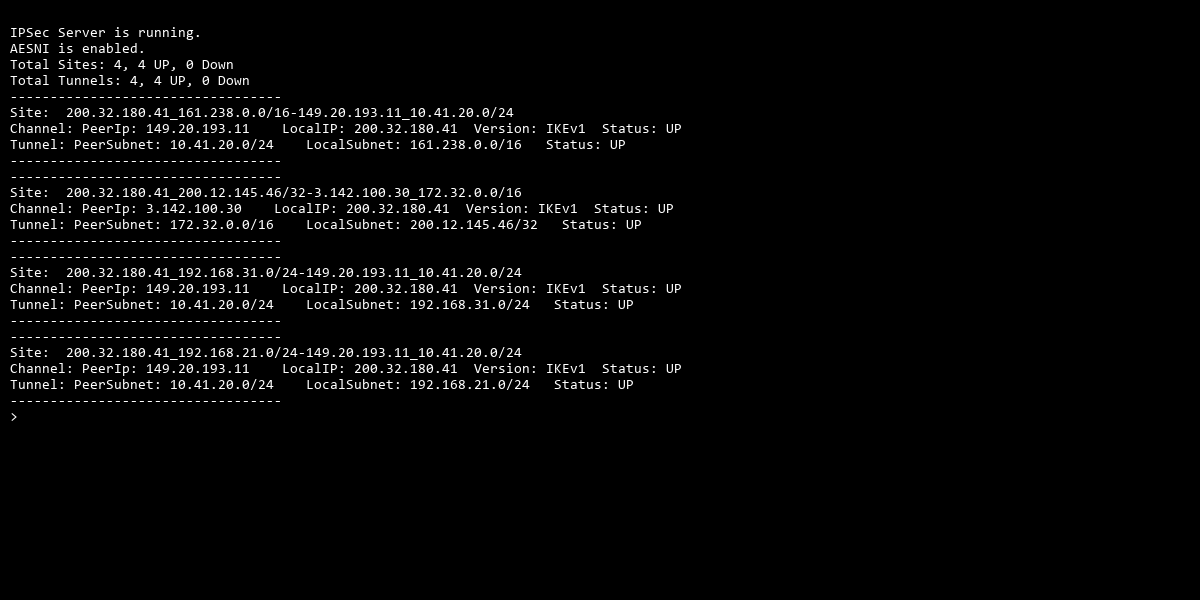 IPSec Server is running.
AESNI is enabled.
Total Sites: 4, 4 UP, 0 Down
Total Tunnels: 4, 4 UP, 0 Down
----------------------------------
Site:  200.32.180.41_161.238.0.0/16-149.20.193.11_10.41.20.0/24
Channel: PeerIp: 149.20.193.11    LocalIP: 200.32.180.41  Version: IKEv1  Status: UP
Tunnel: PeerSubnet: 10.41.20.0/24    LocalSubnet: 161.238.0.0/16   Status: UP
----------------------------------
----------------------------------
Site:  200.32.180.41_200.12.145.46/32-3.142.100.30_172.32.0.0/16
Channel: PeerIp: 3.142.100.30    LocalIP: 200.32.180.41  Version: IKEv1  Status: UP
Tunnel: PeerSubnet: 172.32.0.0/16    LocalSubnet: 200.12.145.46/32   Status: UP
----------------------------------
----------------------------------
Site:  200.32.180.41_192.168.31.0/24-149.20.193.11_10.41.20.0/24
Channel: PeerIp: 149.20.193.11    LocalIP: 200.32.180.41  Version: IKEv1  Status: UP
Tunnel: PeerSubnet: 10.41.20.0/24    LocalSubnet: 192.168.31.0/24   Status: UP
----------------------------------
----------------------------------
Site:  200.32.180.41_192.168.21.0/24-149.20.193.11_10.41.20.0/24
Channel: PeerIp: 149.20.193.11    LocalIP: 200.32.180.41  Version: IKEv1  Status: UP
Tunnel: PeerSubnet: 10.41.20.0/24    LocalSubnet: 192.168.21.0/24   Status: UP
----------------------------------
>